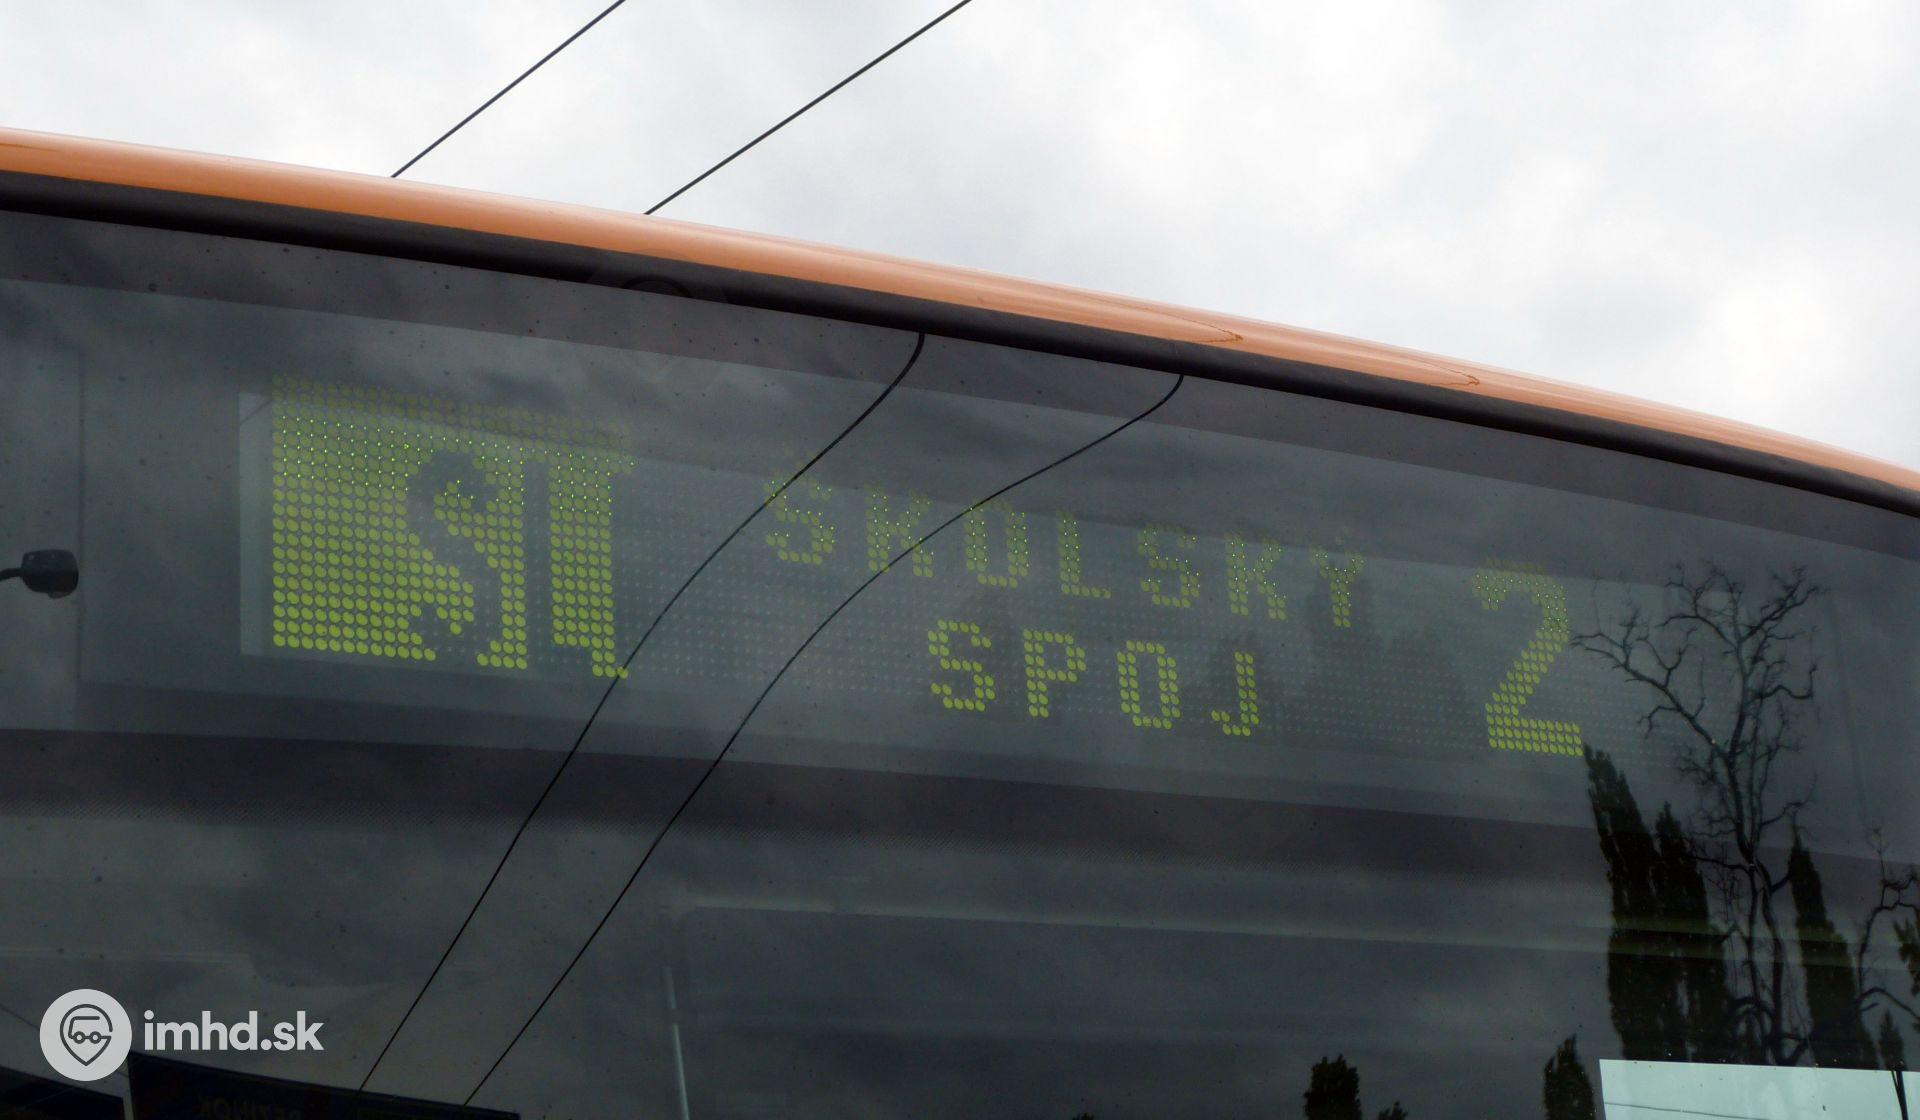 ŠKOLSKÝ
SPOJ
2
imhd.sk